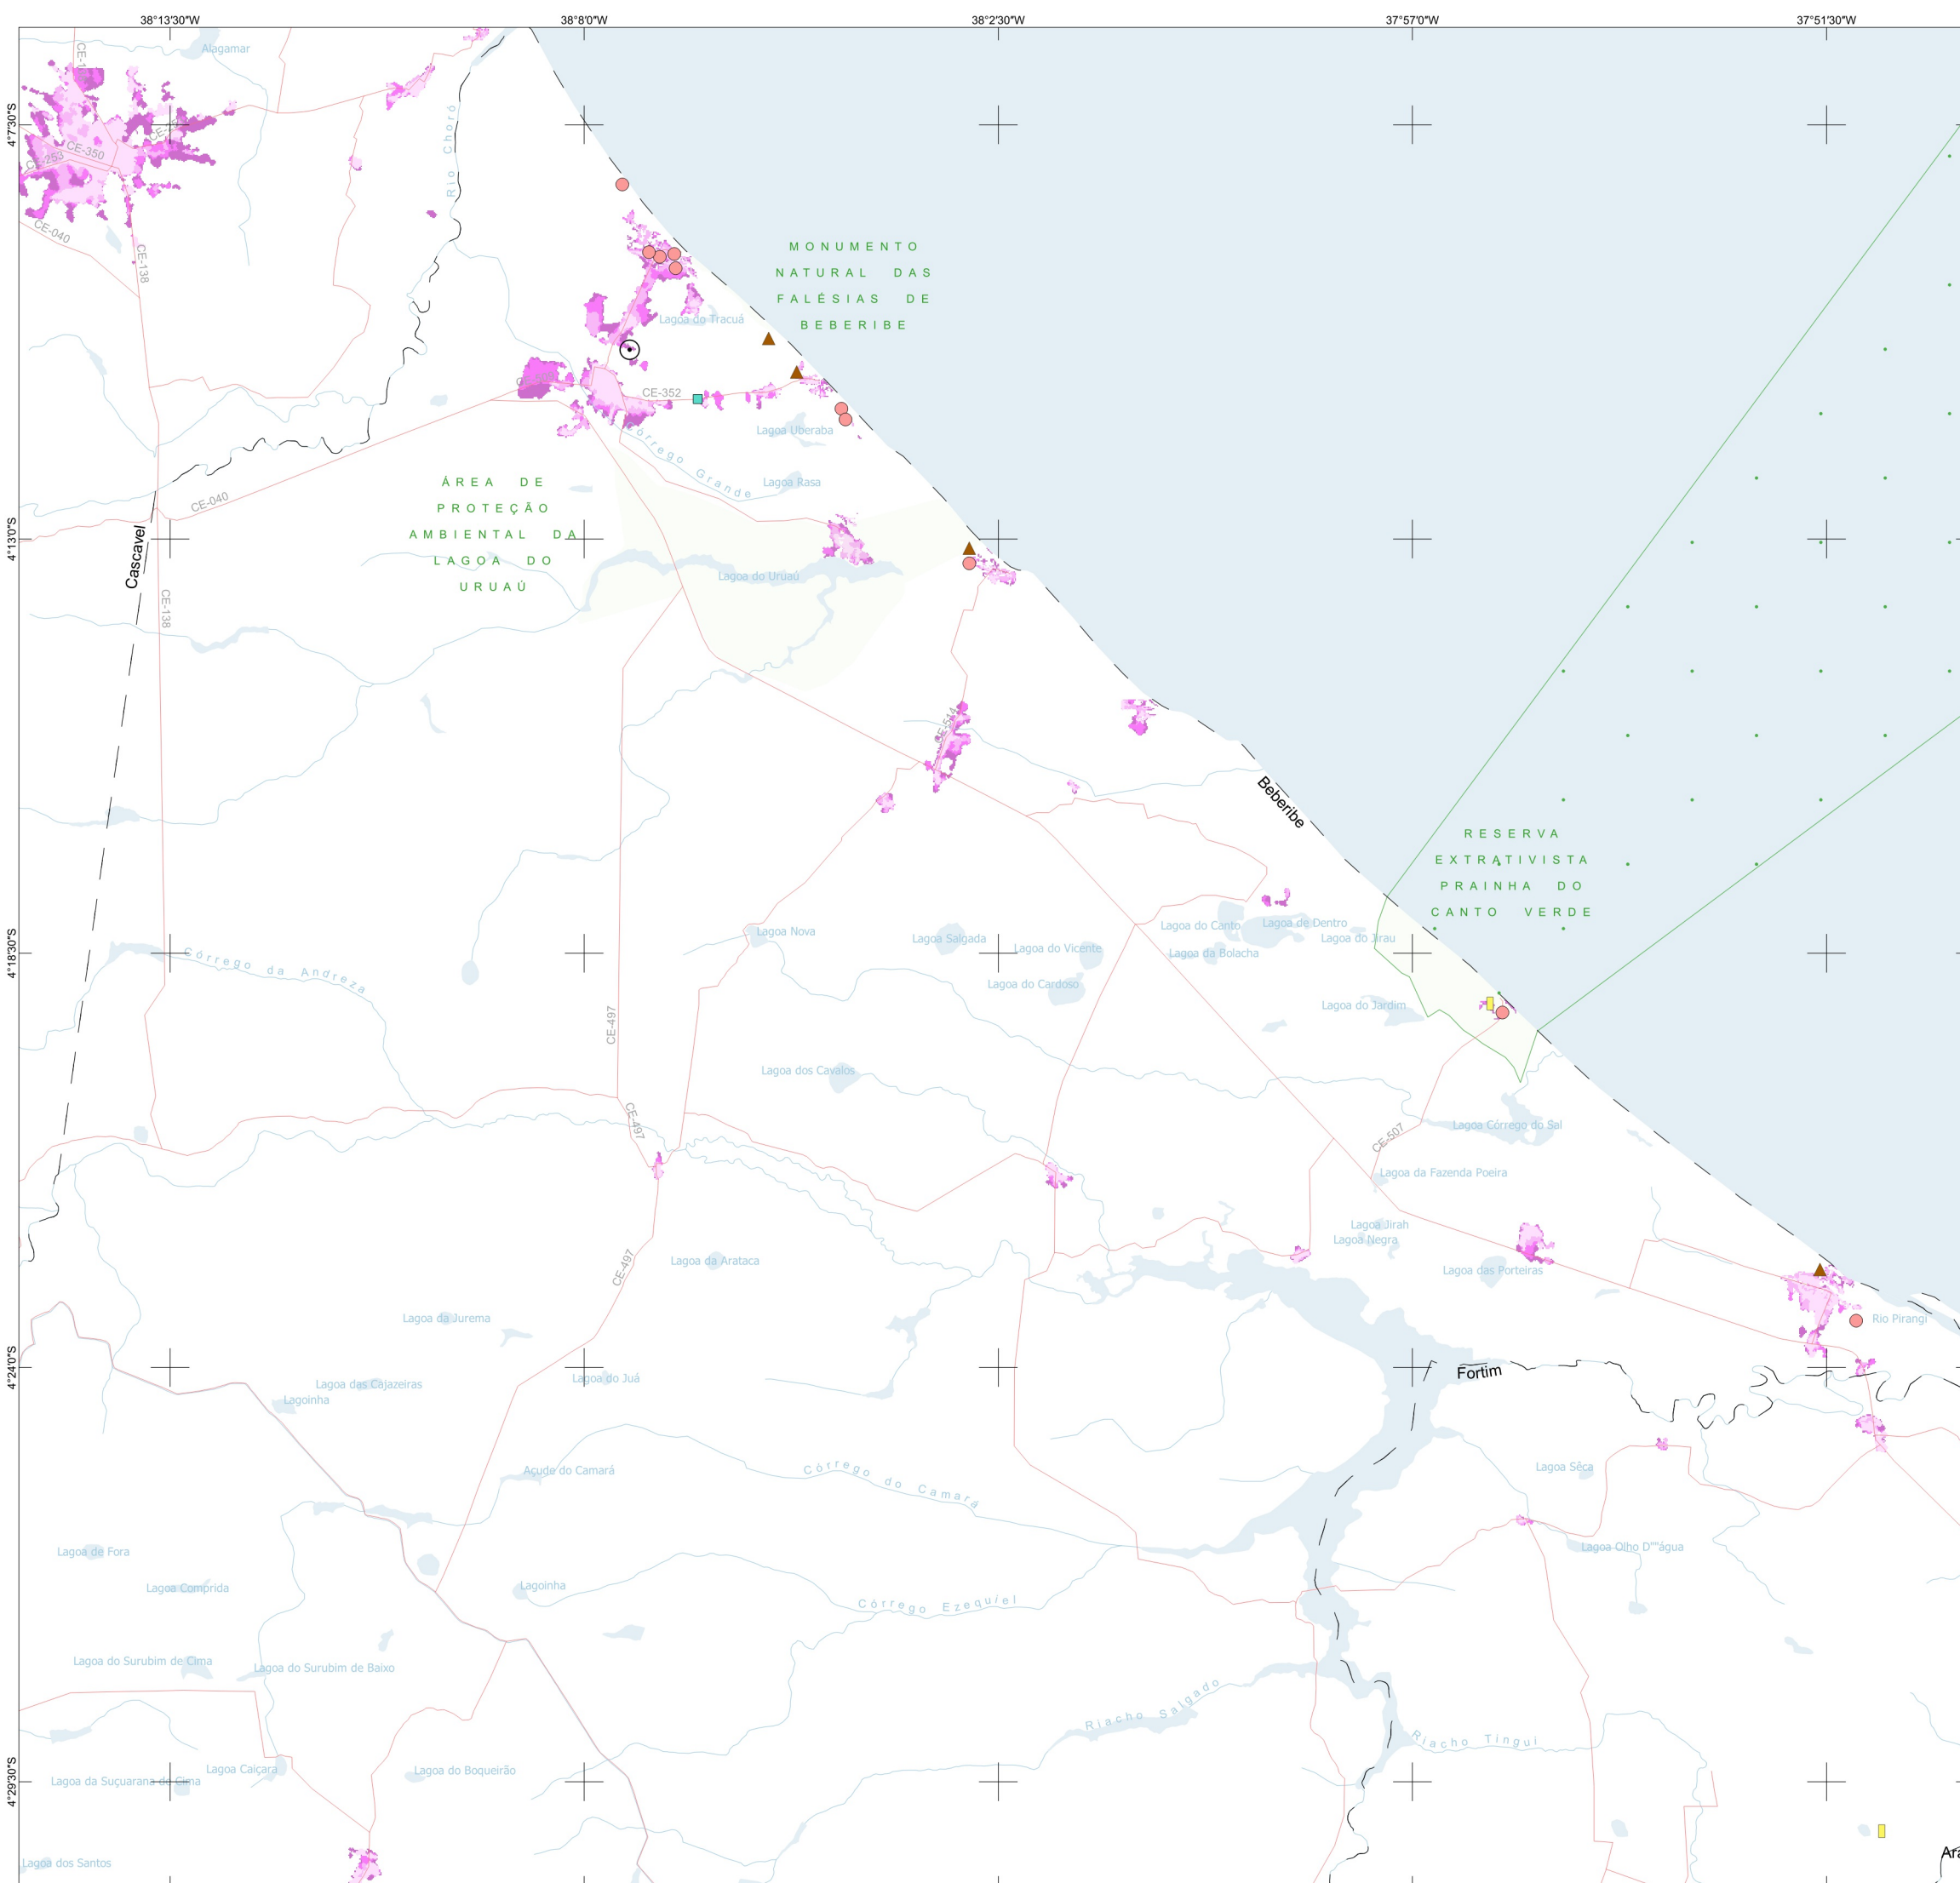 38°13'30"W
38°8'0"W
38°2'30"W
37°57'0"W
37°51'30"W
4°7'30"S
4°13'0"S
4°18'30"S
4°24'0"S
4°29'30"S
Alagamar
CE-1
CE-350
CE-253
CE-040
CE-138
Rio Choró
MONUMENTO
NATURAL DAS
FALÉSIAS DE
BEBERIBE
Lagoa do Tracuá
CE-352
Lagoa Uberaba
Córrego Grande
Lagoa Rasa
CE-040
ÁREA DE
PROTEÇÃO
AMBIENTAL DA
LAGOA DO
URUAÚ
Cascavel
CE-138
Lagoa do Urúaú
CE-514
Beberibe
RESERVA
EXTRATIVISTA
PRAINHA DO
CANTO VERDE
Lagoa do Canto
Lagoa de Dentro
Lagoa do Jirau
Lagoa da Bolacha
Lagoa Nova
Lagoa Salgada
Lagoa do Vicente
Lagoa do Cardoso
Lagoa do Jardim
Córrego da Andreza
CE-497
Lagoa dos Cavalos
CE-497
Lagoa Córrego do Sal
CE-507
Lagoa da Fazenda Poeira
Lagoa Jirah
Lagoa Negra
Lagoa das Porteiras
CE-497
Lagoa da Arataca
Lagoa da Jurema
Rio Pirangi
Fortim
Lagoa das Cajazeiras
Lagoinha
Lagoa do Juá
Açude do Camará
Córrego do Camará
Lagoa Sêca
Lagoa de Fora
Lagoa Comprida
Lagoinha
Córrego Ezequiel
Lagoa Olho D""água
Lagoa do Surubim de Cima
Lagoa do Surubim de Baixo
Riacho Salgado
Riacho Tingui
Lagoa Caiçara
Lagoa da Suçuarana de Cima
Lagoa do Boqueirão
Lagoa dos Santos
Ara